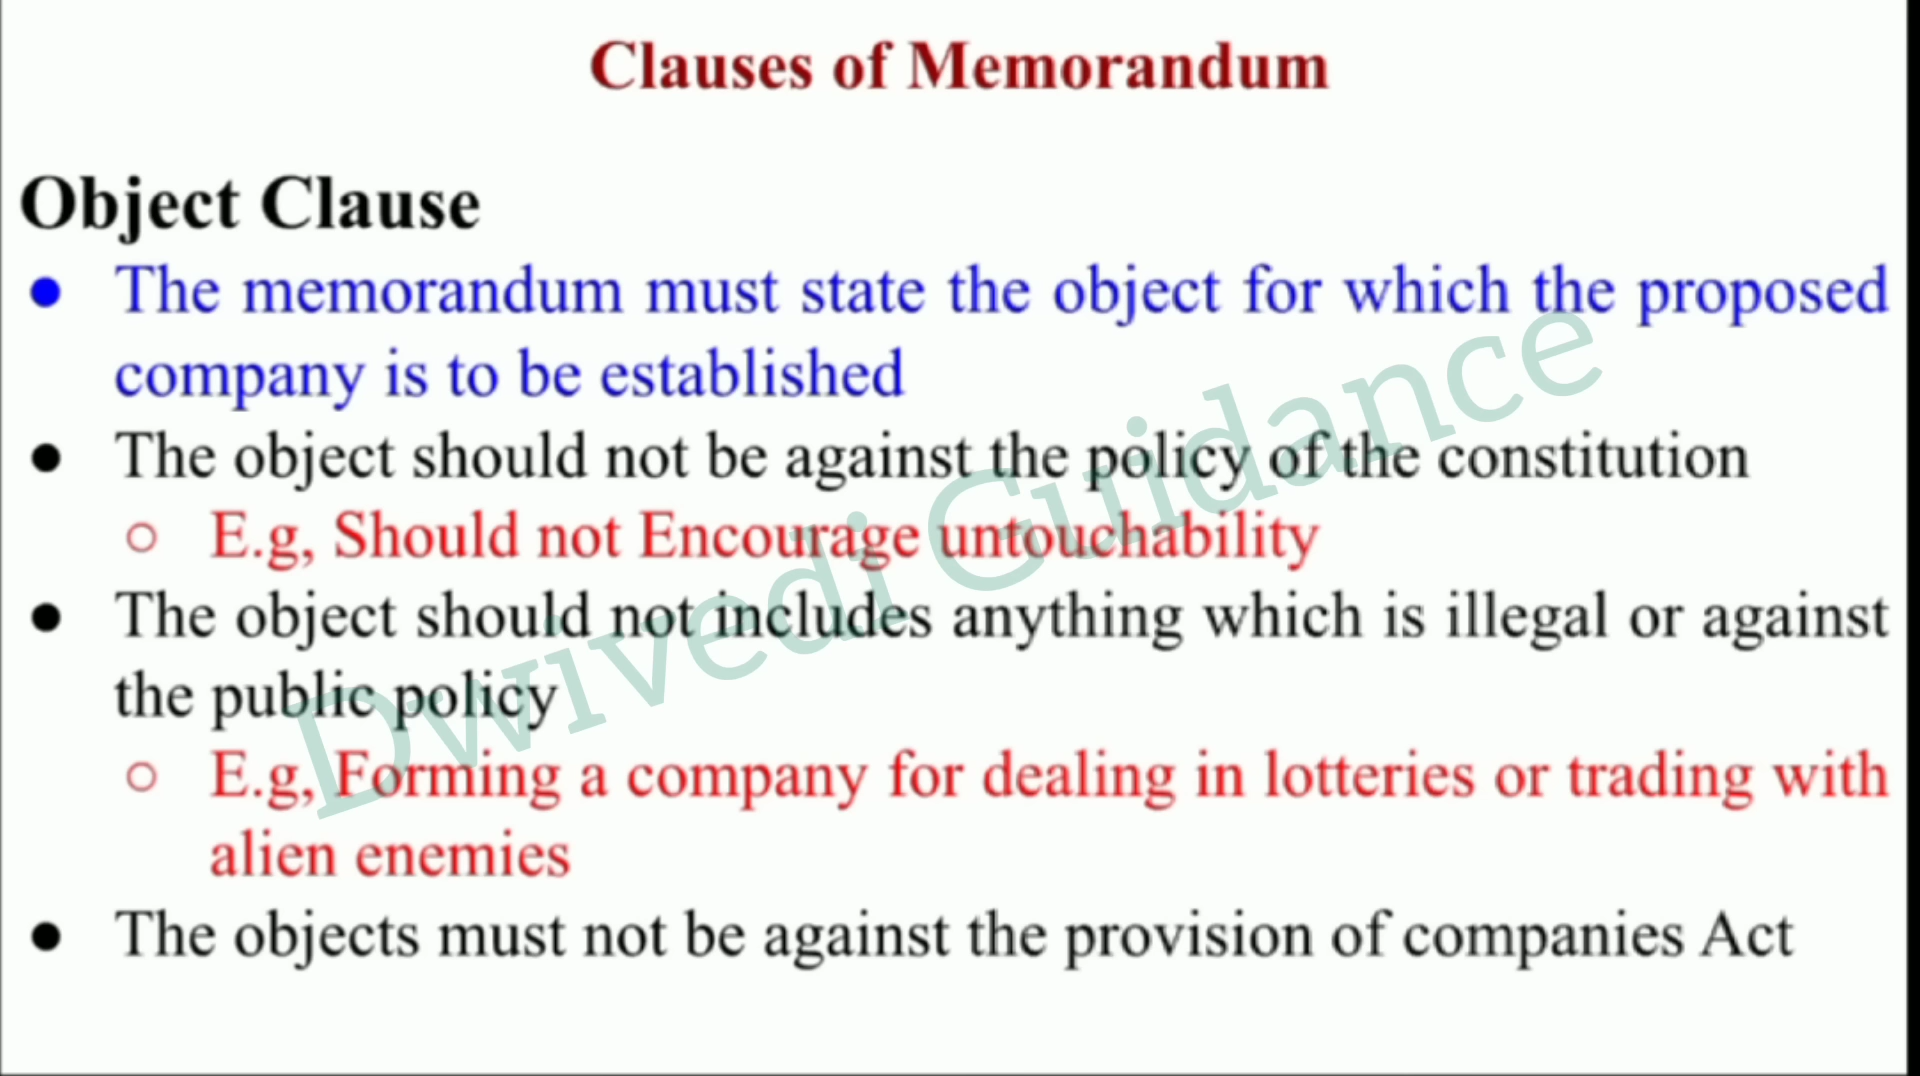 Clauses of Memorandum
Object Clause
● The memorandum must state the object for which the proposed
company is to be established
● The object should not be against the policy of the constitution
○ E.g, Should not Encourage untouchability
● The object should not includes anything which is illegal or against
the public policy
○ E.g, Forming a company for dealing in lotteries or trading with
alien enemies
● The objects must not be against the provision of companies Act
Dwivedi Guidance